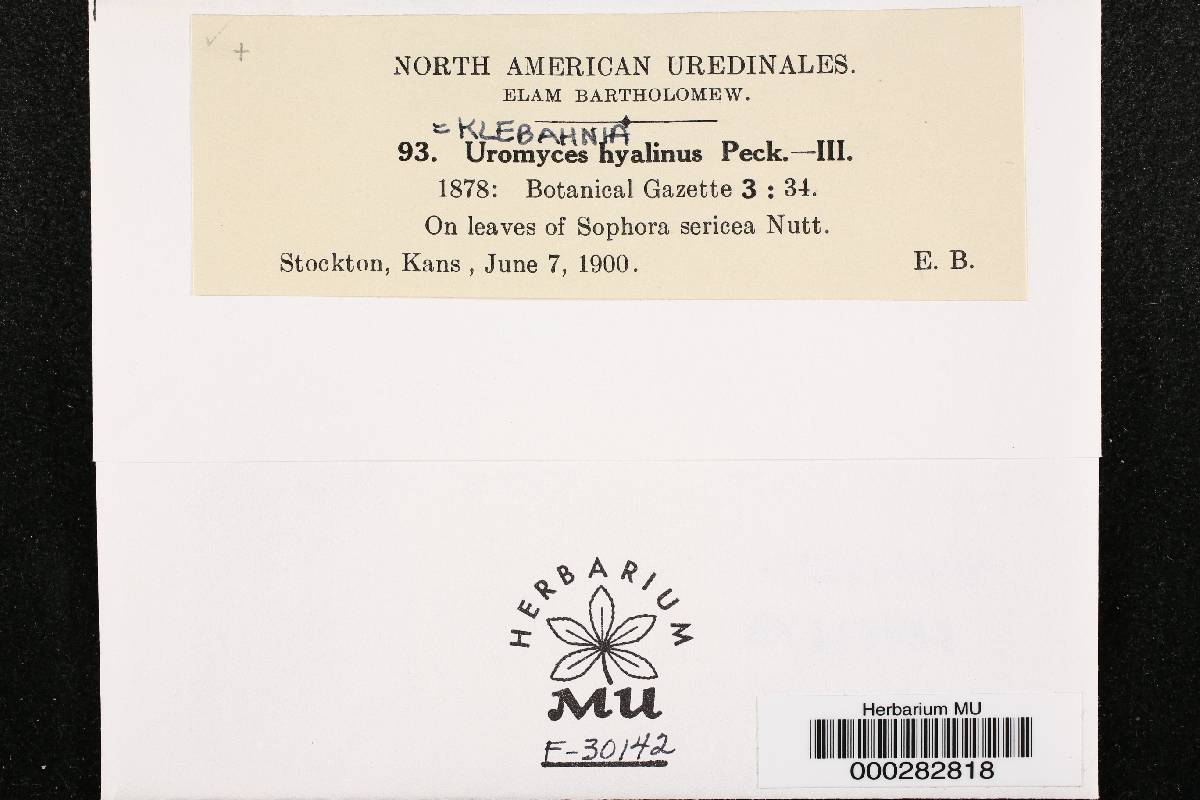 NORTH AMERICAN UREDINALES.
ELAM BARTHOLOMEW.
= KLEBAHNIA
93. Uromyces hyalinus Peck.—III.
1878: Botanical Gazette 3 : 34.
On leaves of Sophora sericea Nutt.
Stockton, Kans , June 7, 1900. E. B.
HERBARIUM
MU
F-30142
Herbarium MU
000282818